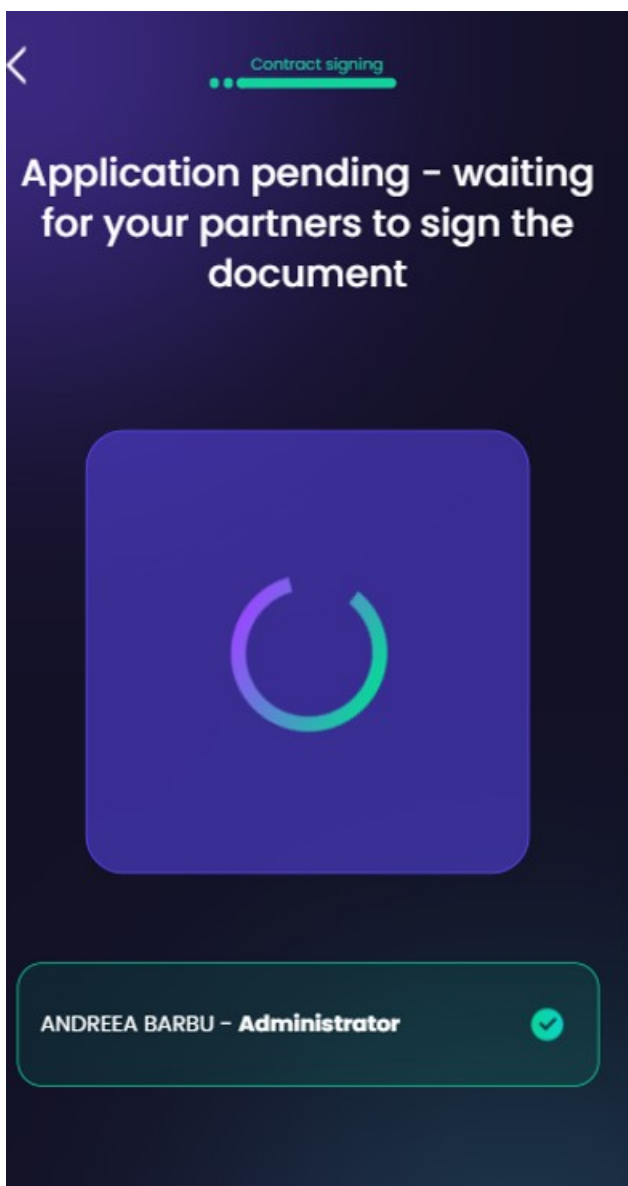 Contract signing
Application pending - waiting
for your partners to sign the
document
ANDREEA BARBU - Administrator